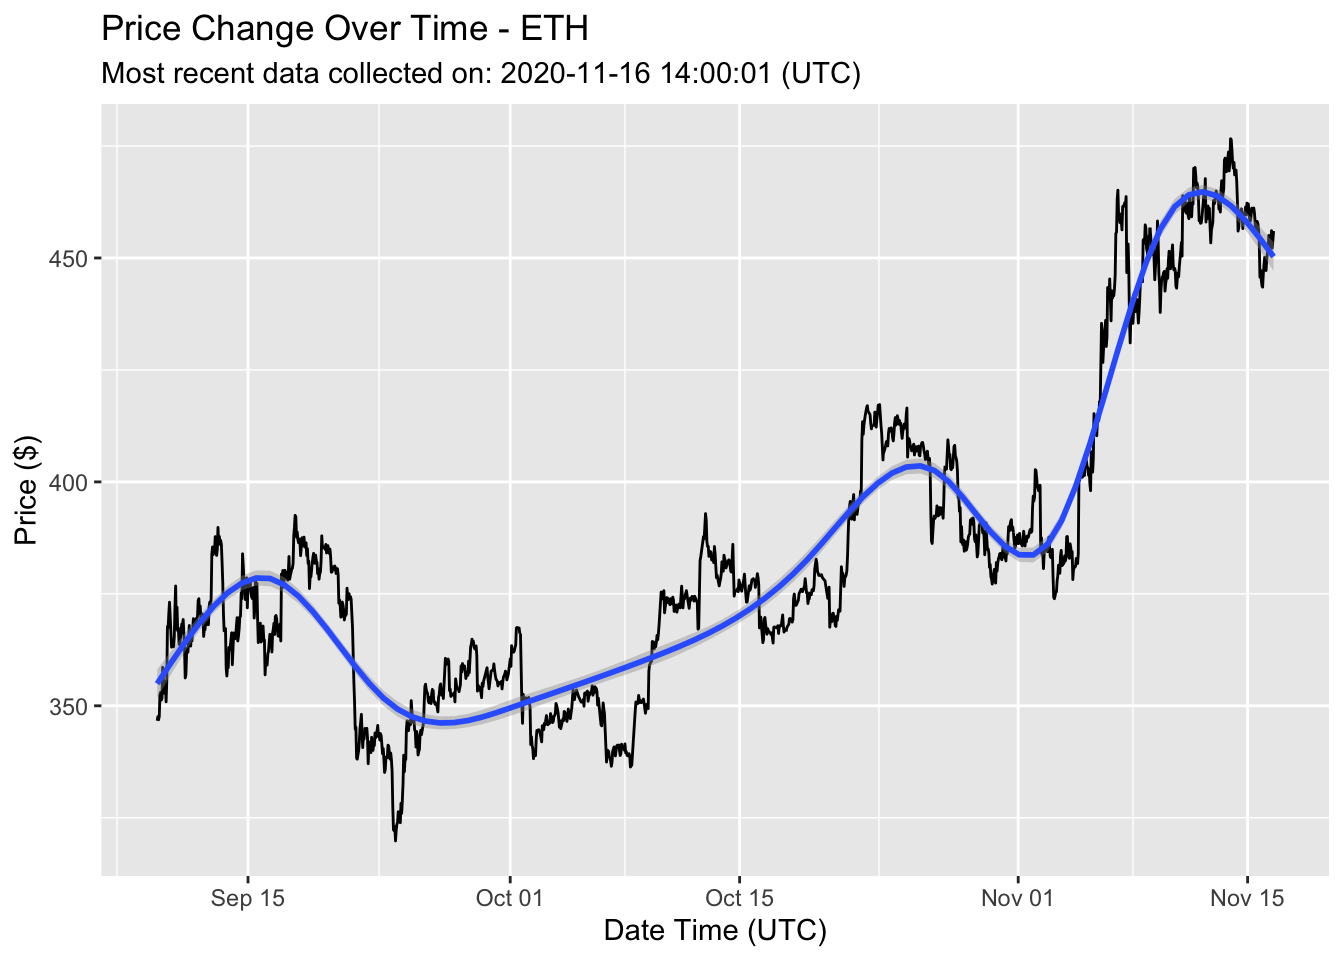 Price Change Over Time - ETH
Most recent data collected on: 2020-11-16 14:00:01 (UTC)
Price ($)
450
400
350
Sep 15
Oct 01
Oct 15
Nov 01
Nov 15
Date Time (UTC)